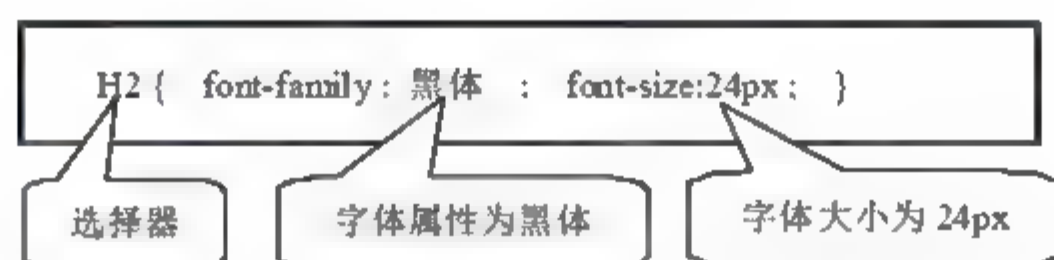 H2 { font-family : 黑体 ; font-size:24px ; }
选择器
字体属性为黑体
字体大小为 24px